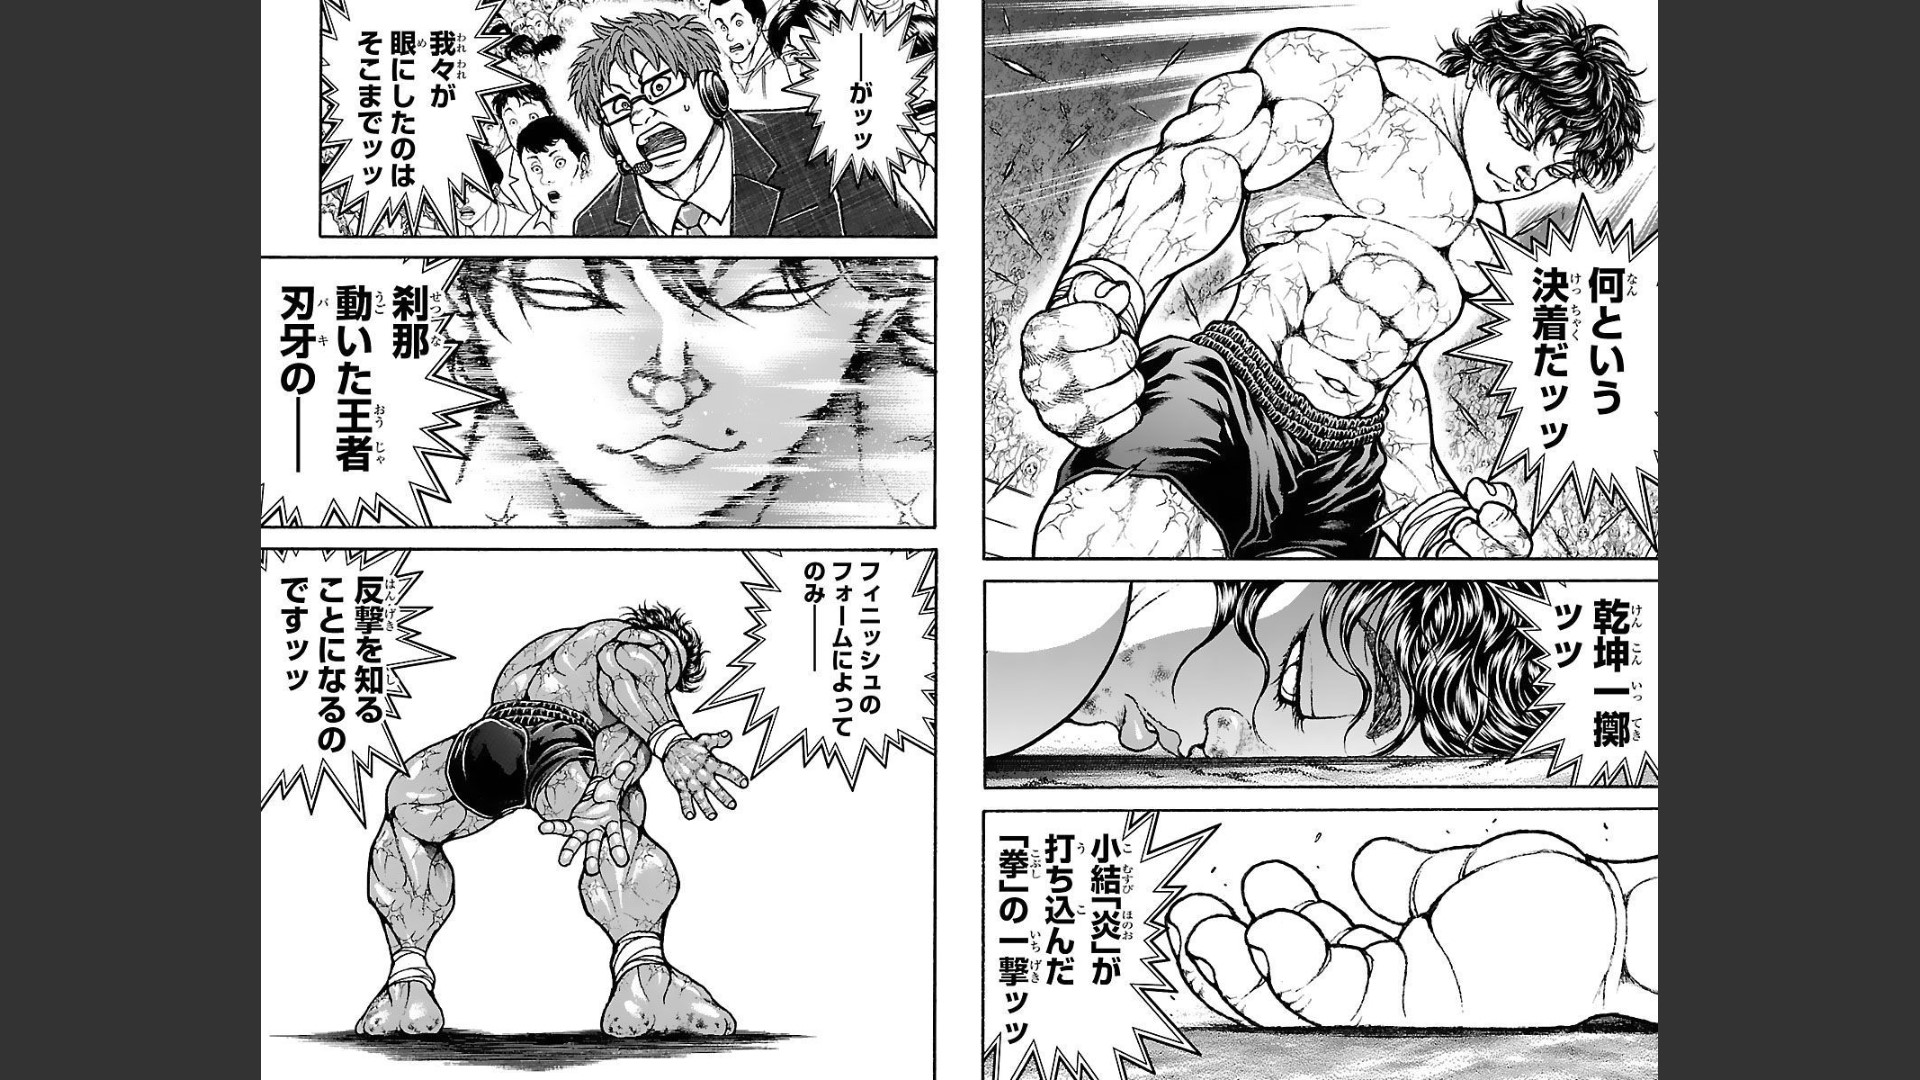 何という
決着だッッ
乾坤一擲
ッッ
小結「炎」が
打ち込んだ
「拳」の一撃ッッ
―がッッ
我々が
眼にしたのは
そこまでッッ
刹那
動いた王者
刃牙の――
フィニッシュの
フォームによって
のみ――
反撃を知る
ことになるの
ですッッ